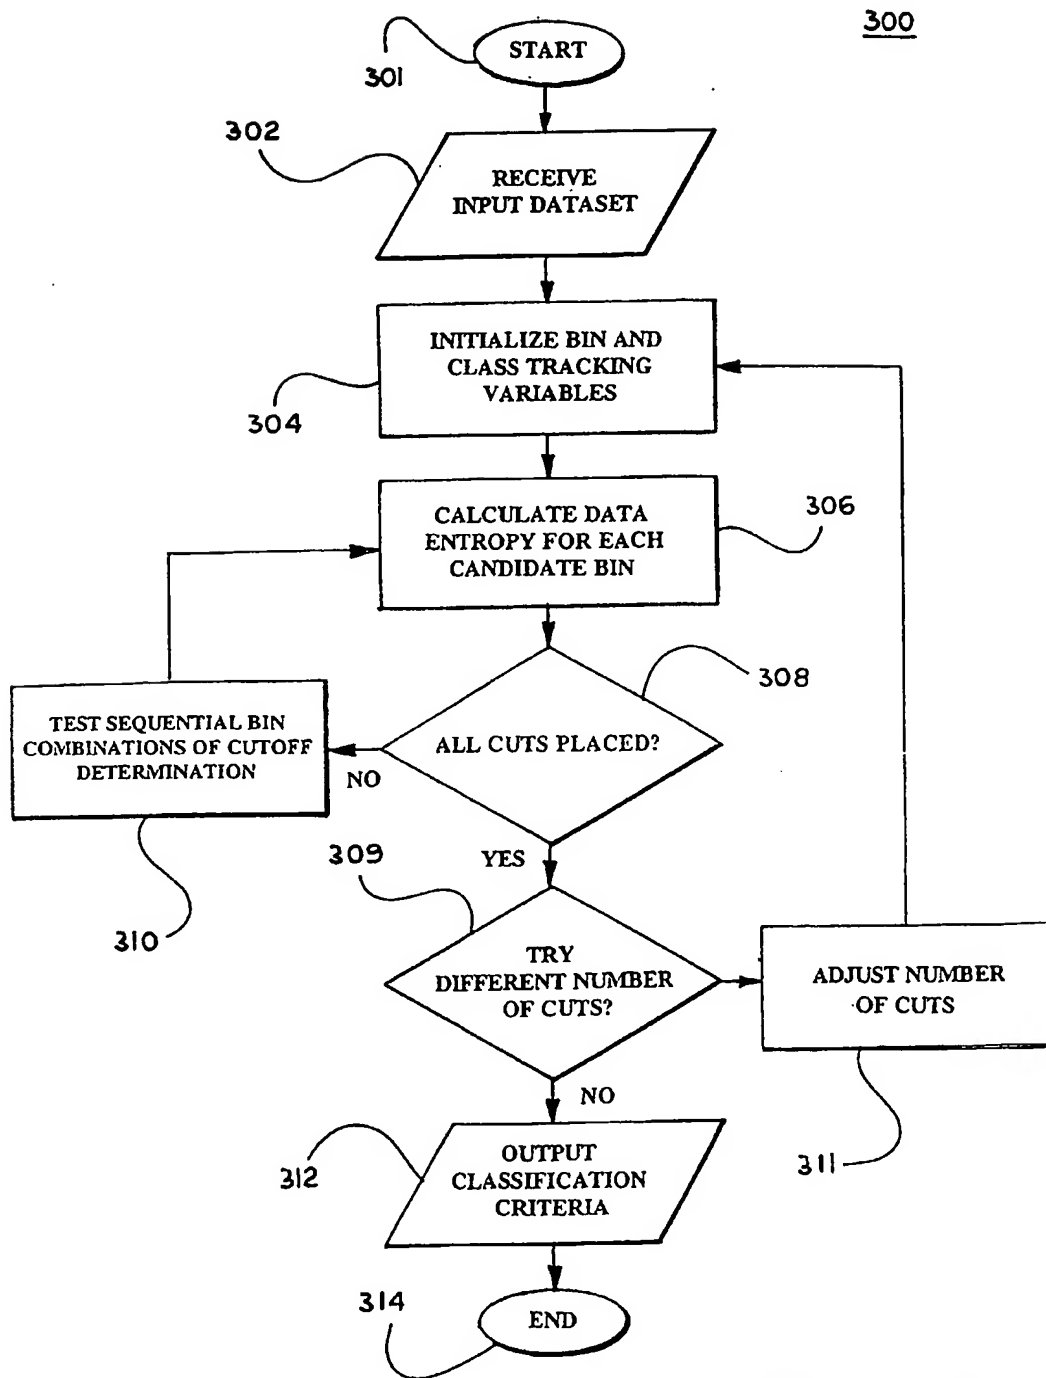 300
START
301
302
RECEIVE
INPUT DATASET
INITIALIZE BIN AND
CLASS TRACKING
VARIABLES
304
CALCULATE DATA
ENTROPY FOR EACH
CANDIDATE BIN
306
308
ALL CUTS PLACED?
NO
TEST SEQUENTIAL BIN
COMBINATIONS OF CUTOFF
DETERMINATION
310
YES
309
TRY
DIFFERENT NUMBER
OF CUTS?
ADJUST NUMBER
OF CUTS
311
NO
312
OUTPUT
CLASSIFICATION
CRITERIA
314
END